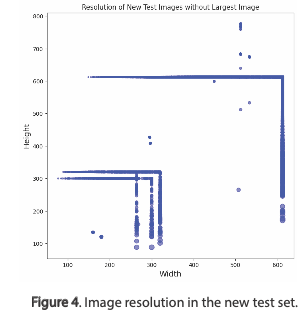 Resolution of New Test Images without Largest Image
800
700
600
500
400
300
200
100
Height
100 200 300 400 500 600
Width
Figure 4. Image resolution in the new test set.